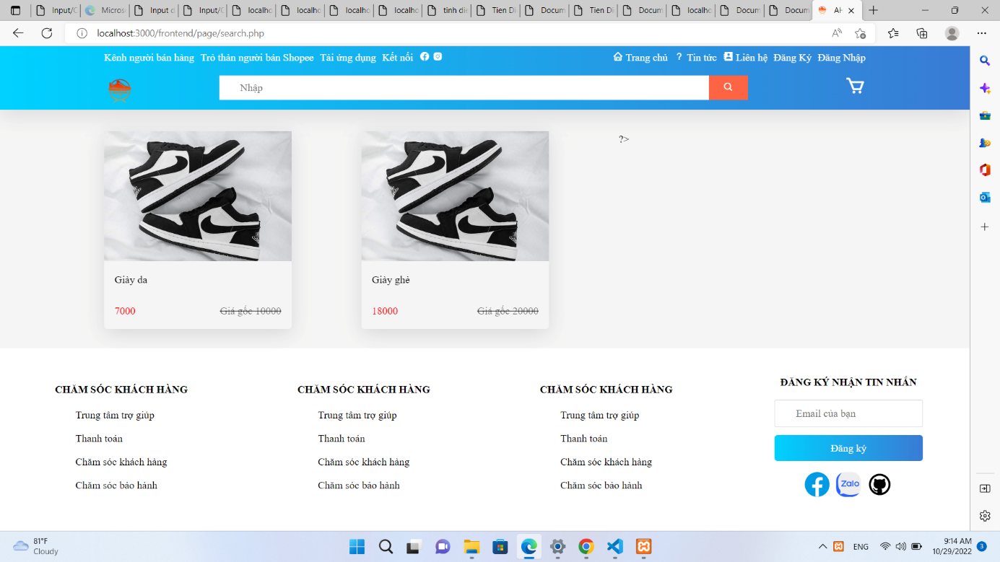 Input/O
Micros
Input d
Input/O
localho
localho
localho
localho
tinh die
Tien Di
Docum
Tien Di
Docum
localho
Docum
Docum
AH
localhost:3000/frontend/page/search.php
Kênh người bán hàng Trở thàn người bán Shopee Tải ứng dụng Kết nối
Trang chủ ? Tin tức Liên hệ Đăng Ký Đăng Nhập
Nhập
?>
Giày da
7000 Giá gốc 10000
Giày ghẻ
18000 Giá gốc 20000
CHĂM SÓC KHÁCH HÀNG
Trung tâm trợ giúp
Thanh toán
Chăm sóc khách hàng
Chăm sóc bảo hành
CHĂM SÓC KHÁCH HÀNG
Trung tâm trợ giúp
Thanh toán
Chăm sóc khách hàng
Chăm sóc bảo hành
CHĂM SÓC KHÁCH HÀNG
Trung tâm trợ giúp
Thanh toán
Chăm sóc khách hàng
Chăm sóc bảo hành
ĐĂNG KÝ NHẬN TIN NHẮN
Email của bạn
Đăng ký
Zalo
81°F
Cloudy
ENG
9:14 AM
10/29/2022
3